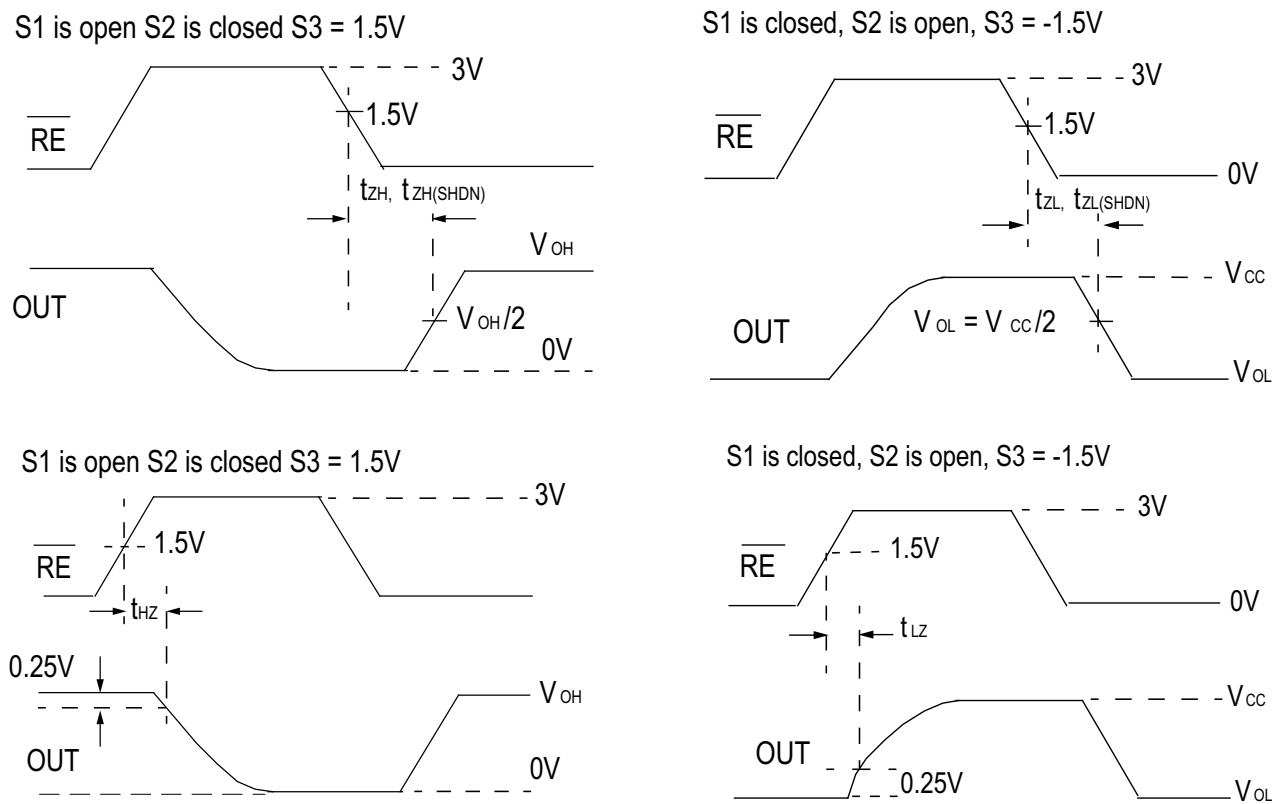 S1 is open S2 is closed S3 = 1.5V
3V
1.5V
RE
tZH, tZH(SHDN)
VOH
OUT
VOH/2
0V
S1 is closed, S2 is open, S3 = -1.5V
3V
1.5V
RE
0V
tZL, tZL(SHDN)
VCC
OUT
VOL = VCC/2
VOL
S1 is open S2 is closed S3 = 1.5V
3V
1.5V
RE
tHZ
0.25V
VOH
OUT
0V
S1 is closed, S2 is open, S3 = -1.5V
3V
1.5V
RE
0V
tLZ
VCC
OUT
0.25V
VOL